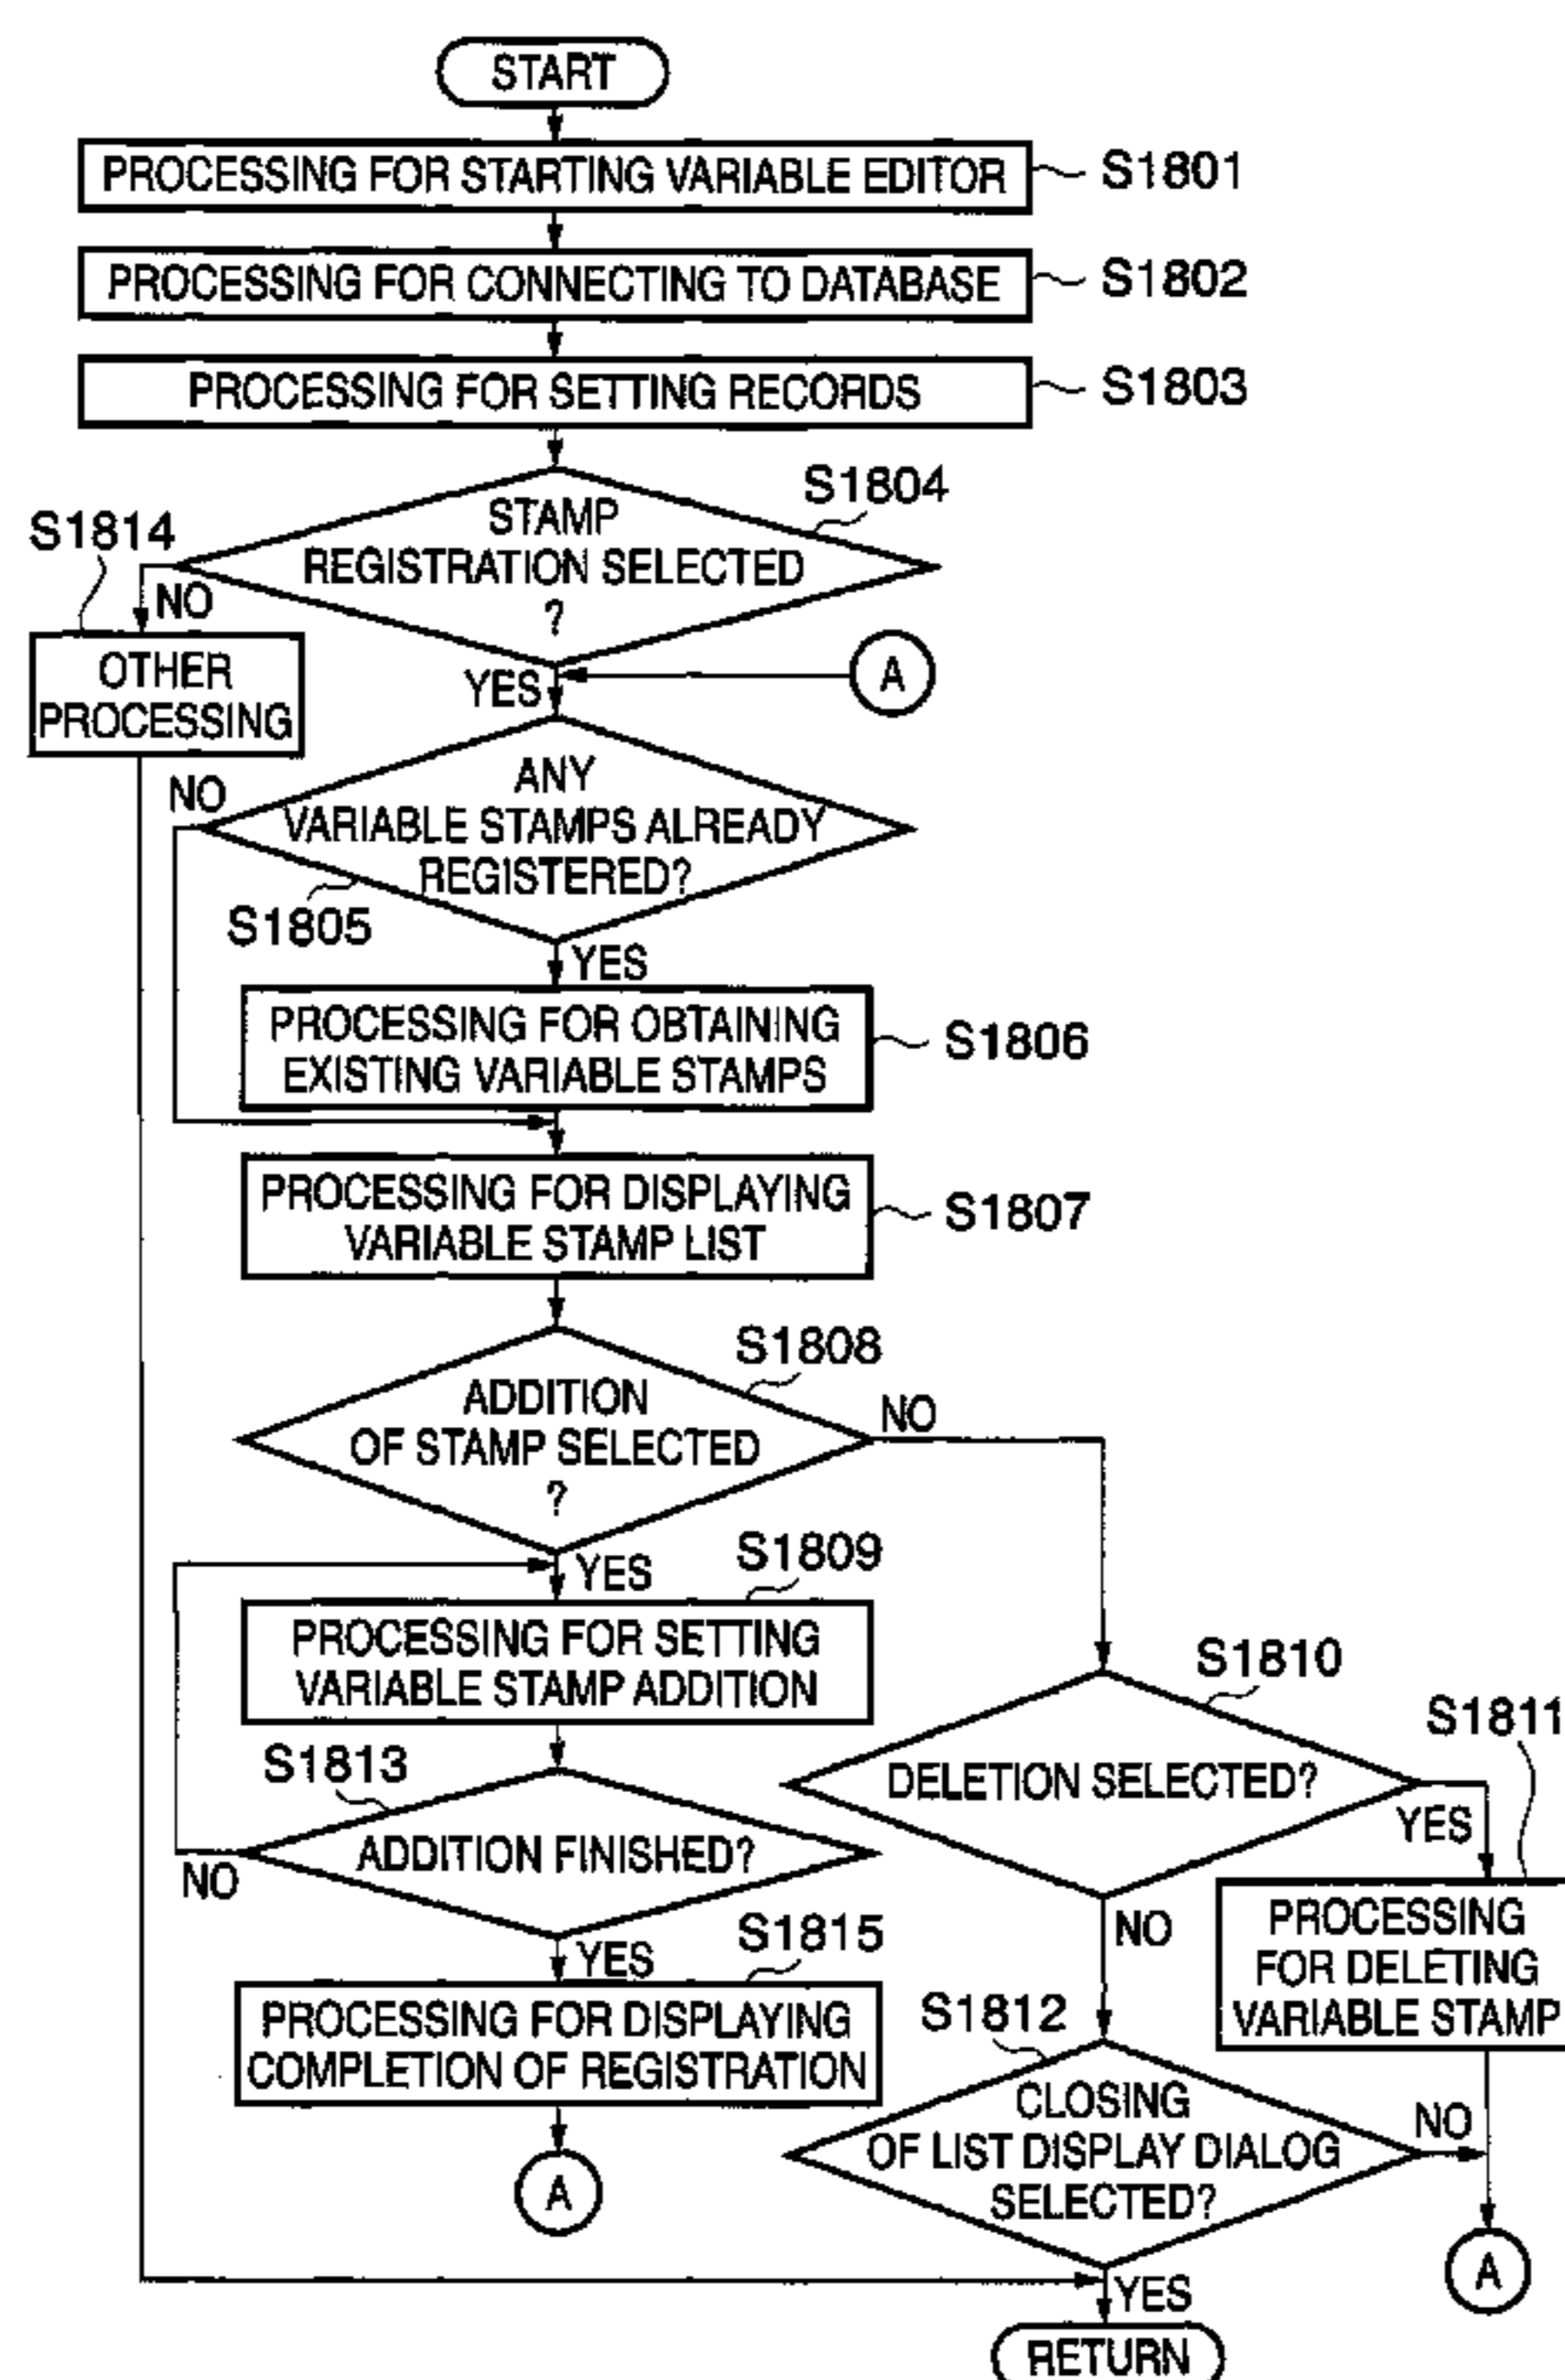 START
PROCESSING FOR STARTING VARIABLE EDITOR
S1801
PROCESSING FOR CONNECTING TO DATABASE
S1802
PROCESSING FOR SETTING RECORDS
S1803
S1804
STAMP
REGISTRATION SELECTED
?
S1814
NO
OTHER
PROCESSING
YES
A
NO
ANY
VARIABLE STAMPS ALREADY
REGISTERED?
S1805
YES
PROCESSING FOR OBTAINING
EXISTING VARIABLE STAMPS
S1806
PROCESSING FOR DISPLAYING
VARIABLE STAMP LIST
S1807
S1808
ADDITION
OF STAMP SELECTED
?
NO
YES
S1809
PROCESSING FOR SETTING
VARIABLE STAMP ADDITION
S1810
DELETION SELECTED?
S1811
YES
S1813
ADDITION FINISHED?
NO
NO
PROCESSING
FOR DELETING
VARIABLE STAMP
YES
S1815
PROCESSING FOR DISPLAYING
COMPLETION OF REGISTRATION
A
S1812
CLOSING
OF LIST DISPLAY DIALOG
SELECTED?
NO
A
YES
RETURN